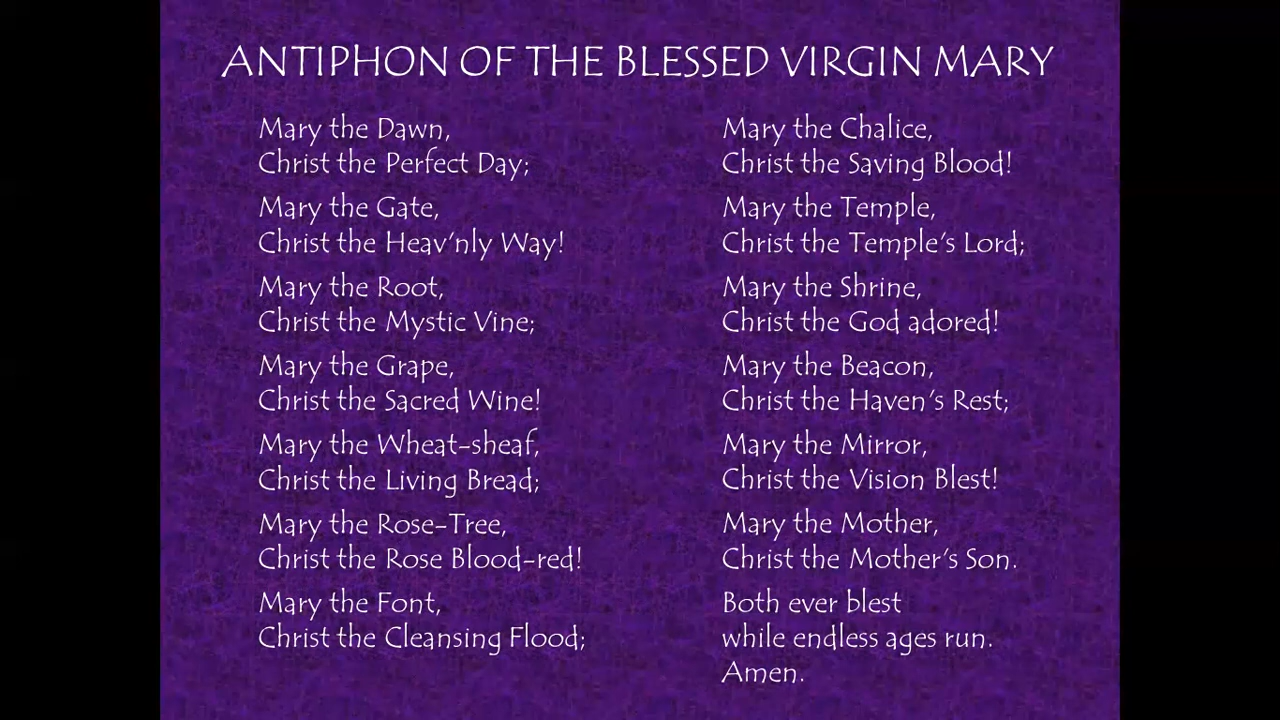 ANTIPHON OF THE BLESSED VIRGIN MARY
Mary the Dawn,
Christ the Perfect Day;
Mary the Gate,
Christ the Heav'nly Way!
Mary the Root,
Christ the Mystic Vine;
Mary the Grape,
Christ the Sacred Wine!
Mary the Wheat-sheaf,
Christ the Living Bread;
Mary the Rose-Tree,
Christ the Rose Blood-red!
Mary the Font,
Christ the Cleansing Flood;
Mary the Chalice,
Christ the Saving Blood!
Mary the Temple,
Christ the Temple's Lord;
Mary the Shrine,
Christ the God adored!
Mary the Beacon,
Christ the Haven's Rest;
Mary the Mirror,
Christ the Vision Blest!
Mary the Mother,
Christ the Mother's Son.
Both ever blest
while endless ages run.
Amen.